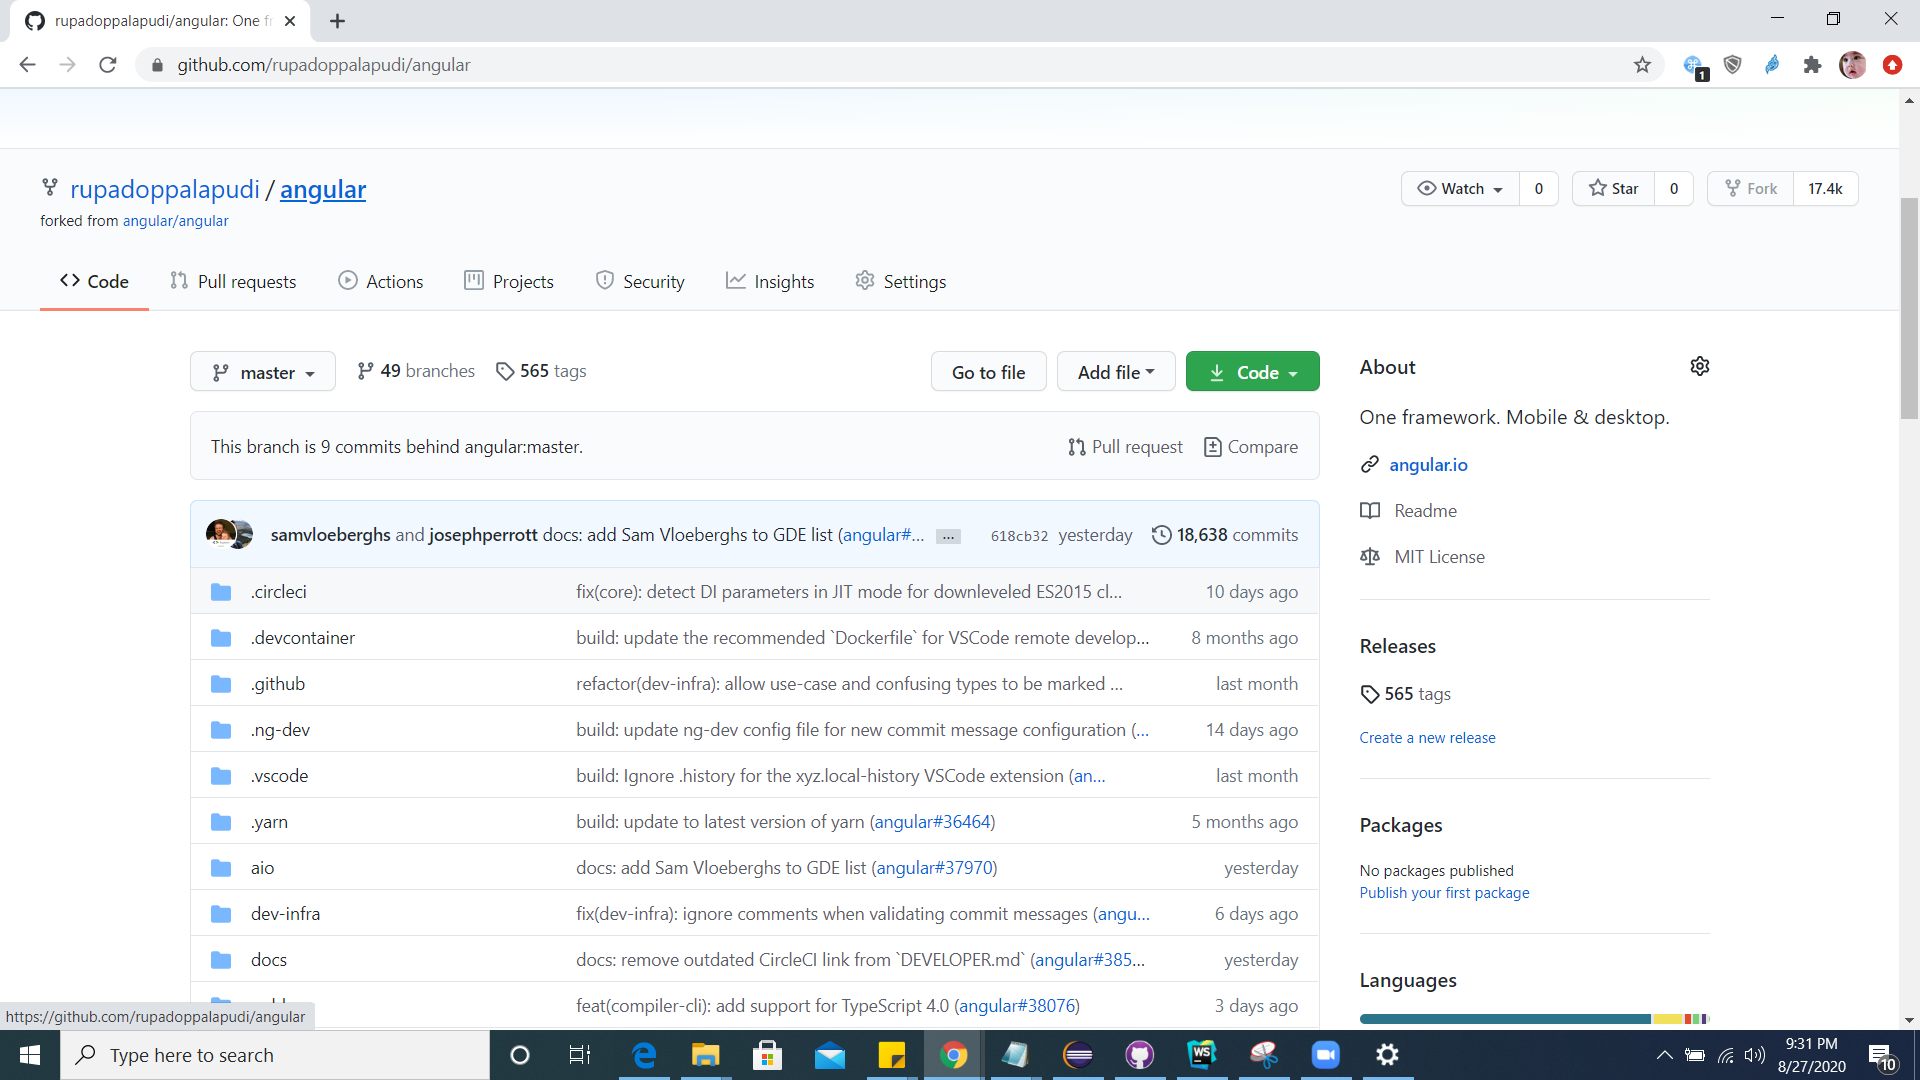 rupadoppalapudi/angular: One f
github.com/rupadoppalapudi/angular
1
rupadoppalapudi / angular
Watch 0 Star 0 Fork 17.4k
forked from angular/angular
Code Pull requests Actions Projects Security Insights Settings
master 49 branches 565 tags Go to file Add file Code
This branch is 9 commits behind angular:master. Pull request Compare
samvloeberghs and josephperrott docs: add Sam Vloeberghs to GDE list (angular#... ... 618cb32 yesterday 18,638 commits
.circleci fix(core): detect DI parameters in JIT mode for downleveled ES2015 cl... 10 days ago
.devcontainer build: update the recommended `Dockerfile` for VSCode remote develop... 8 months ago
.github refactor(dev-infra): allow use-case and confusing types to be marked ... last month
.ng-dev build: update ng-dev config file for new commit message configuration (... 14 days ago
.vscode build: Ignore .history for the xyz.local-history VSCode extension (an... last month
.yarn build: update to latest version of yarn (angular#36464) 5 months ago
aio docs: add Sam Vloeberghs to GDE list (angular#37970) yesterday
dev-infra fix(dev-infra): ignore comments when validating commit messages (angu... 6 days ago
docs docs: remove outdated CircleCI link from `DEVELOPER.md` (angular#385... yesterday
feat(compiler-cli): add support for TypeScript 4.0 (angular#38076) 3 days ago
About
One framework. Mobile & desktop.
angular.io
Readme
MIT License
Releases
565 tags
Create a new release
Packages
No packages published
Publish your first package
Languages
https://github.com/rupadoppalapudi/angular
Type here to search
WS
9:31 PM
8/27/2020
10